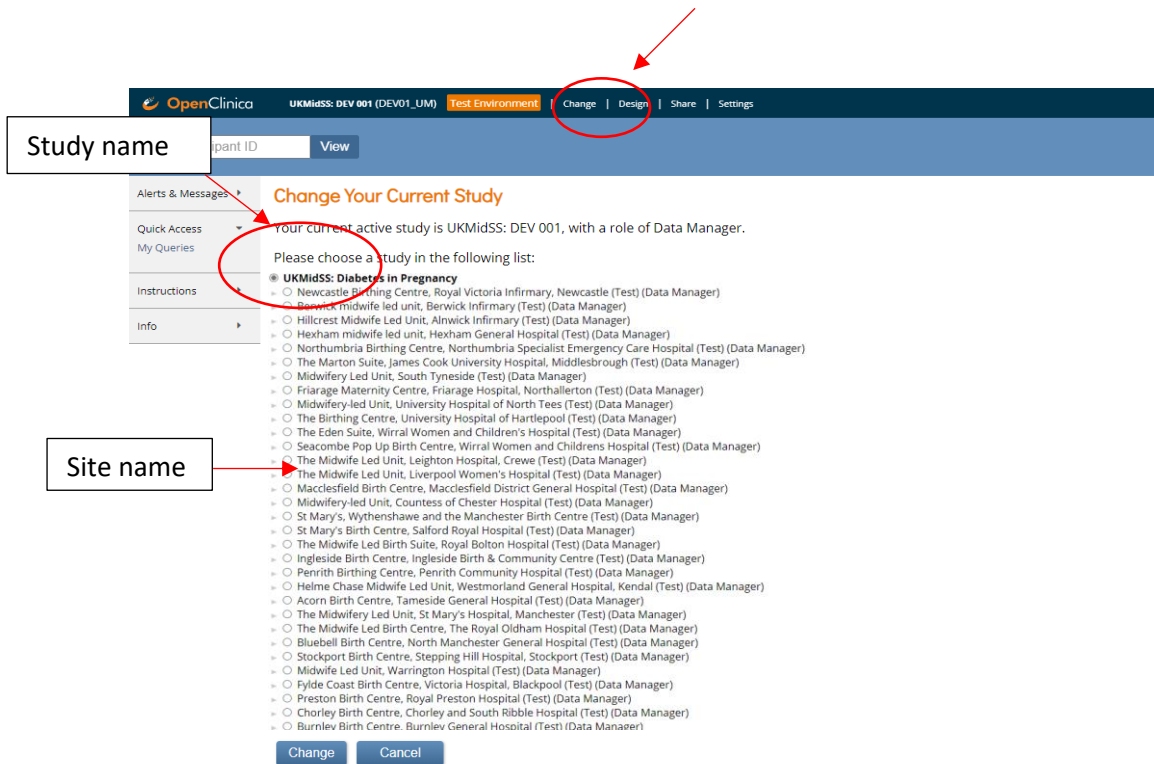 OpenClinica UKMidSS: DEV 001 (DEV01_UM) Test Environment | Change | Design | Share | Settings
Study name
ipant ID View
Alerts & Messages
Quick Access
My Queries
Instructions
Info
Change Your Current Study
Your current active study is UKMidSS: DEV 001, with a role of Data Manager.
Please choose a study in the following list:
UKMidSS: Diabetes in Pregnancy
Newcastle Birthing Centre, Royal Victoria Infirmary, Newcastle (Test) (Data Manager)
Berwick midwife led unit, Berwick Infirmary (Test) (Data Manager)
Hillcrest Midwife Led Unit, Alnwick Infirmary (Test) (Data Manager)
Hexham midwife led unit, Hexham General Hospital (Test) (Data Manager)
Northumbria Birthing Centre, Northumbria Specialist Emergency Care Hospital (Test) (Data Manager)
The Marton Suite, James Cook University Hospital, Middlesbrough (Test) (Data Manager)
Midwifery Led Unit, South Tyneside (Test) (Data Manager)
Friarage Maternity Centre, Friarage Hospital, Northallerton (Test) (Data Manager)
Midwifery-led Unit, University Hospital of North Tees (Test) (Data Manager)
The Birthing Centre, University Hospital of Hartlepool (Test) (Data Manager)
The Eden Suite, Wirral Women and Children's Hospital (Test) (Data Manager)
Seacombe Pop Up Birth Centre, Wirral Women and Childrens Hospital (Test) (Data Manager)
Site name
The Midwife Led Unit, Leighton Hospital, Crewe (Test) (Data Manager)
The Midwife Led Unit, Liverpool Women's Hospital (Test) (Data Manager)
Macclesfield Birth Centre, Macclesfield District General Hospital (Test) (Data Manager)
Midwifery-led Unit, Countess of Chester Hospital (Test) (Data Manager)
St Mary's, Wythenshawe and the Manchester Birth Centre (Test) (Data Manager)
St Mary's Birth Centre, Salford Royal Hospital (Test) (Data Manager)
The Midwife Led Birth Suite, Royal Bolton Hospital (Test) (Data Manager)
Ingleside Birth Centre, Ingleside Birth & Community Centre (Test) (Data Manager)
Penrith Birthing Centre, Penrith Community Hospital (Test) (Data Manager)
Helme Chase Midwife Led Unit, Westmorland General Hospital, Kendal (Test) (Data Manager)
Acorn Birth Centre, Tameside General Hospital (Test) (Data Manager)
The Midwifery Led Unit, St Mary's Hospital, Manchester (Test) (Data Manager)
The Midwife Led Birth Centre, The Royal Oldham Hospital (Test) (Data Manager)
Bluebell Birth Centre, North Manchester General Hospital (Test) (Data Manager)
Stockport Birth Centre, Stepping Hill Hospital, Stockport (Test) (Data Manager)
Midwife Led Unit, Warrington Hospital (Test) (Data Manager)
Fylde Coast Birth Centre, Victoria Hospital, Blackpool (Test) (Data Manager)
Preston Birth Centre, Royal Preston Hospital (Test) (Data Manager)
Chorley Birth Centre, Chorley and South Ribble Hospital (Test) (Data Manager)
Burnley Birth Centre, Burnley General Hospital (Test) (Data Manager)
Change Cancel